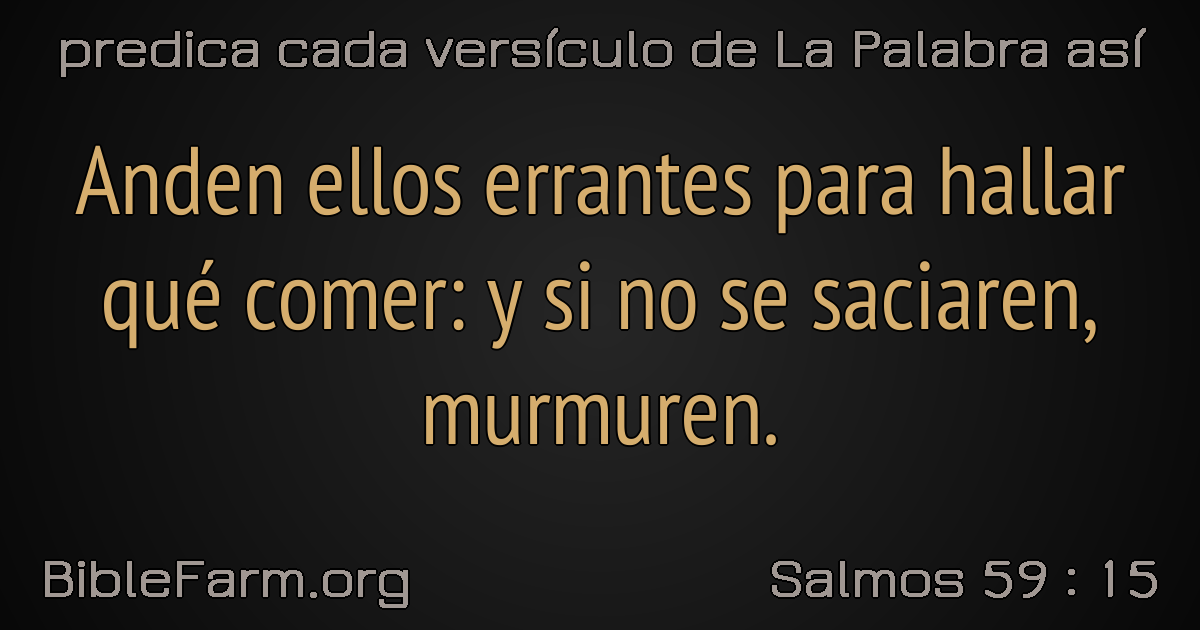 predica cada versículo de La Palabra así
Anden ellos errantes para hallar
qué comer: y si no se saciaren,
murmuren.
BibleFarm.org
Salmos 59 : 15